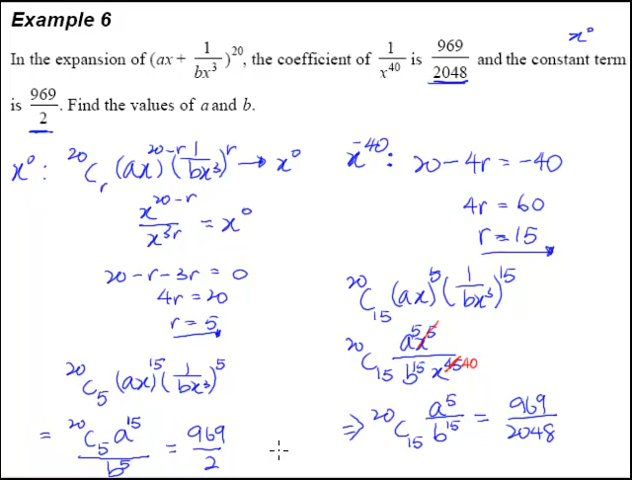 Example 6
x⁰
In the expansion of (ax + 1/(bx³))²⁰, the coefficient of 1/x⁴⁰ is 969/2048 and the constant term
is 969/2. Find the values of a and b.
x⁰: ²⁰Cᵣ (ax)²⁰⁻ʳ (1/(bx³))ʳ → x⁰
x²⁰⁻ʳ/x³ʳ = x⁰
20 - r - 3r = 0
4r = 20
r = 5
²⁰C₅ (ax)¹⁵ (1/(bx³))⁵
= ²⁰C₅ a¹⁵/b⁵ = 969/2
x⁻⁴⁰: 20 - 4r = -40
4r = 60
r = 15
²⁰C₁₅ (ax)⁵ (1/(bx³))¹⁵
²⁰C₁₅ a⁵x⁵/(b¹⁵ x⁴⁵) 40
⇒ ²⁰C₁₅ a⁵/b¹⁵ = 969/2048